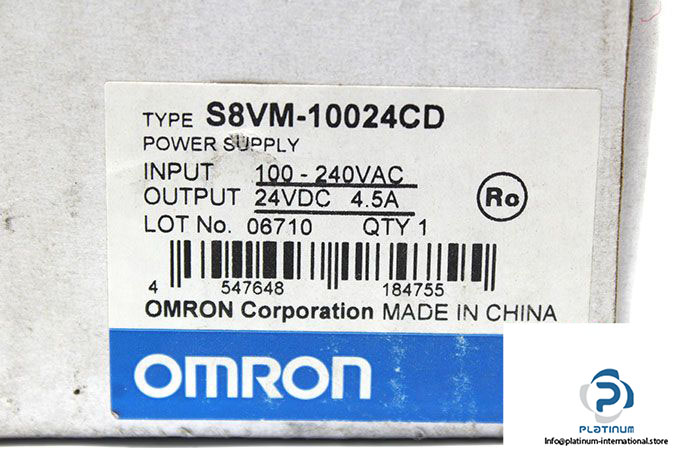 TYPE S8VM-10024CD
POWER SUPPLY
INPUT 100-240VAC
OUTPUT 24VDC 4.5A
Ro
LOT No. 06710 QTY 1
4 547648 184755
OMRON Corporation MADE IN CHINA
OMRON
PLATINUM
Info@platinum-international.store